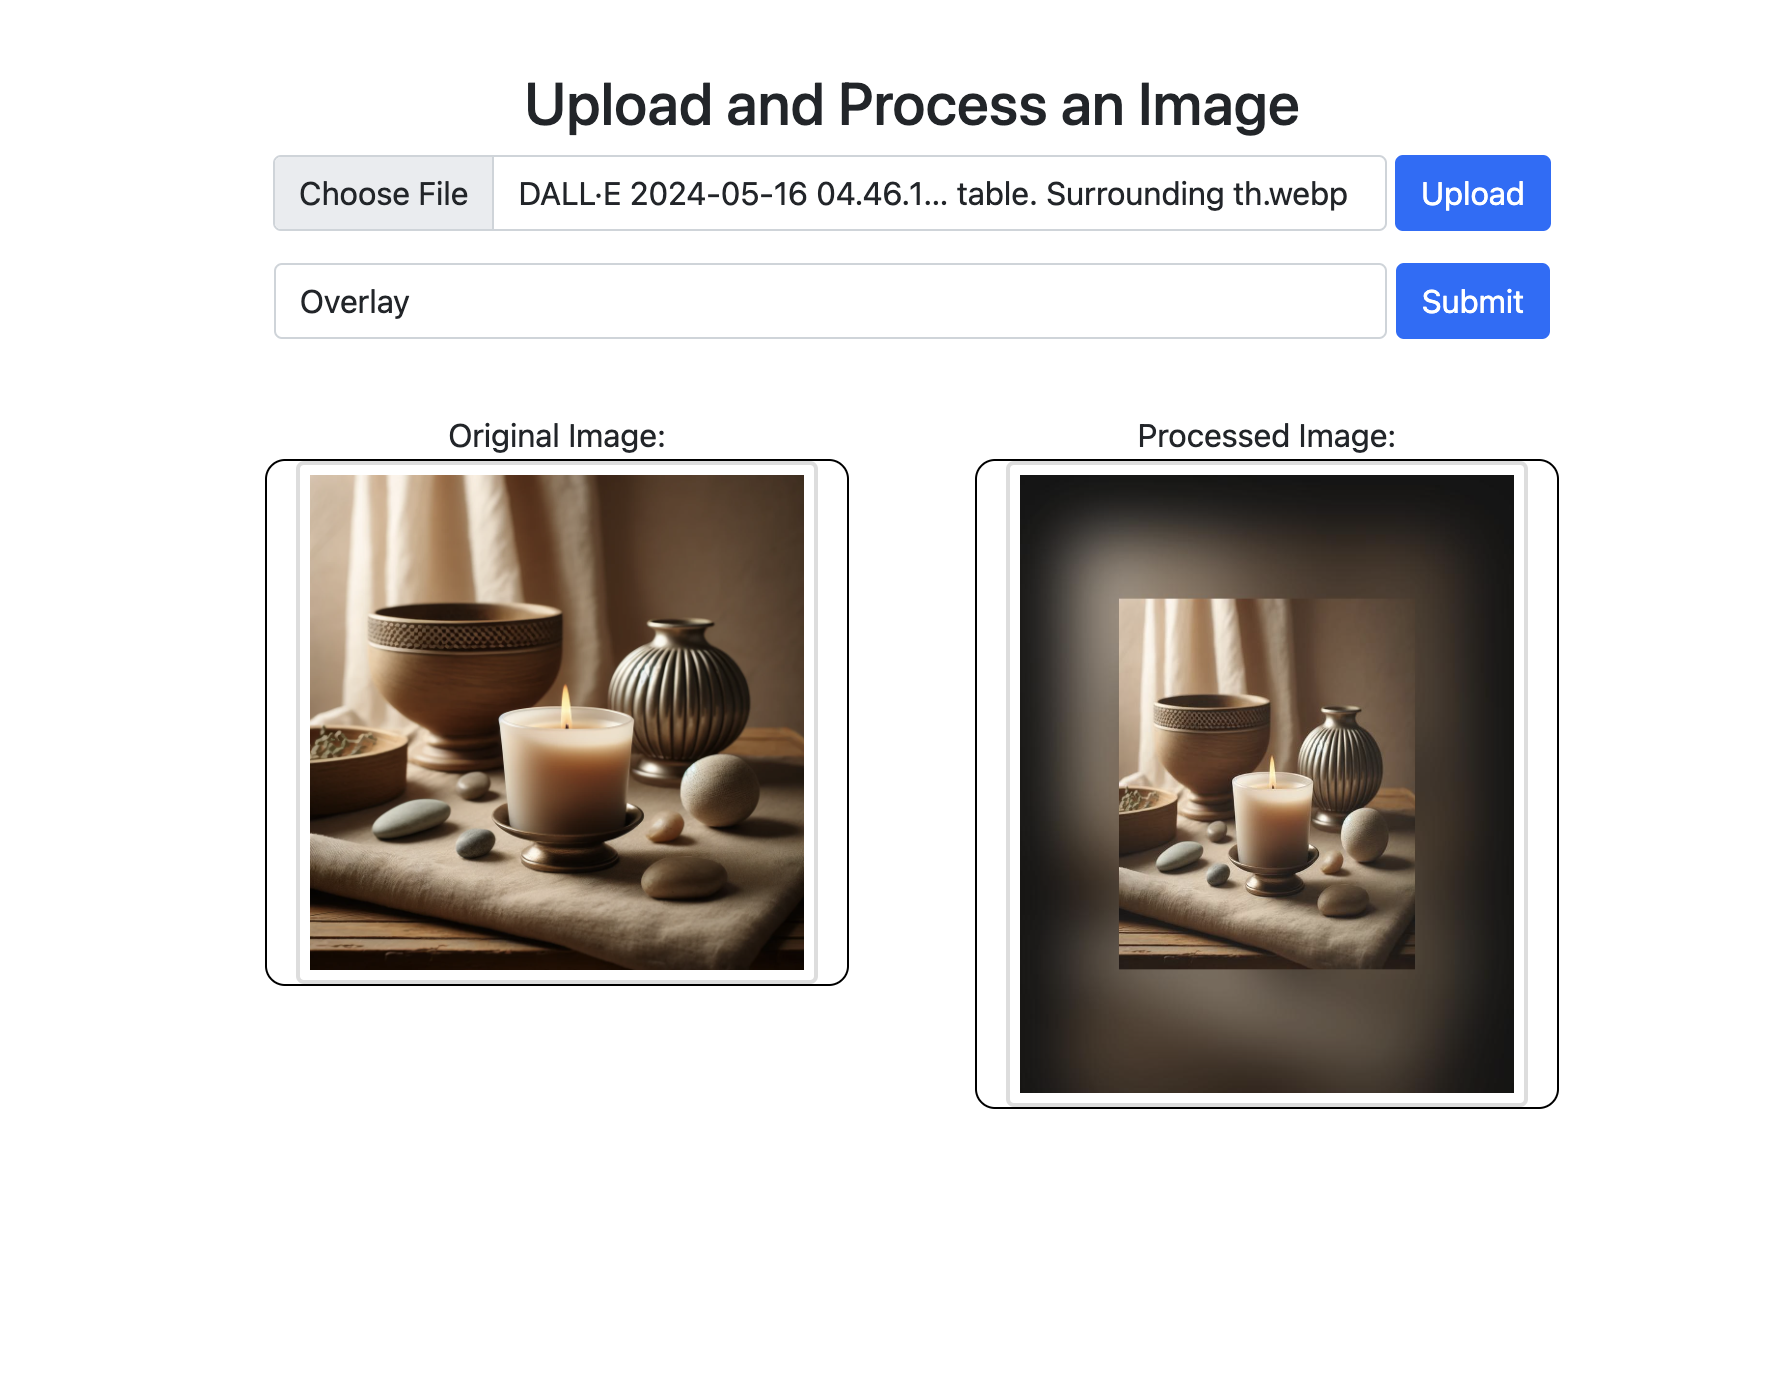 Upload and Process an Image
Choose File DALL·E 2024-05-16 04.46.1... table. Surrounding th.webp Upload
Overlay Submit
Original Image: Processed Image: